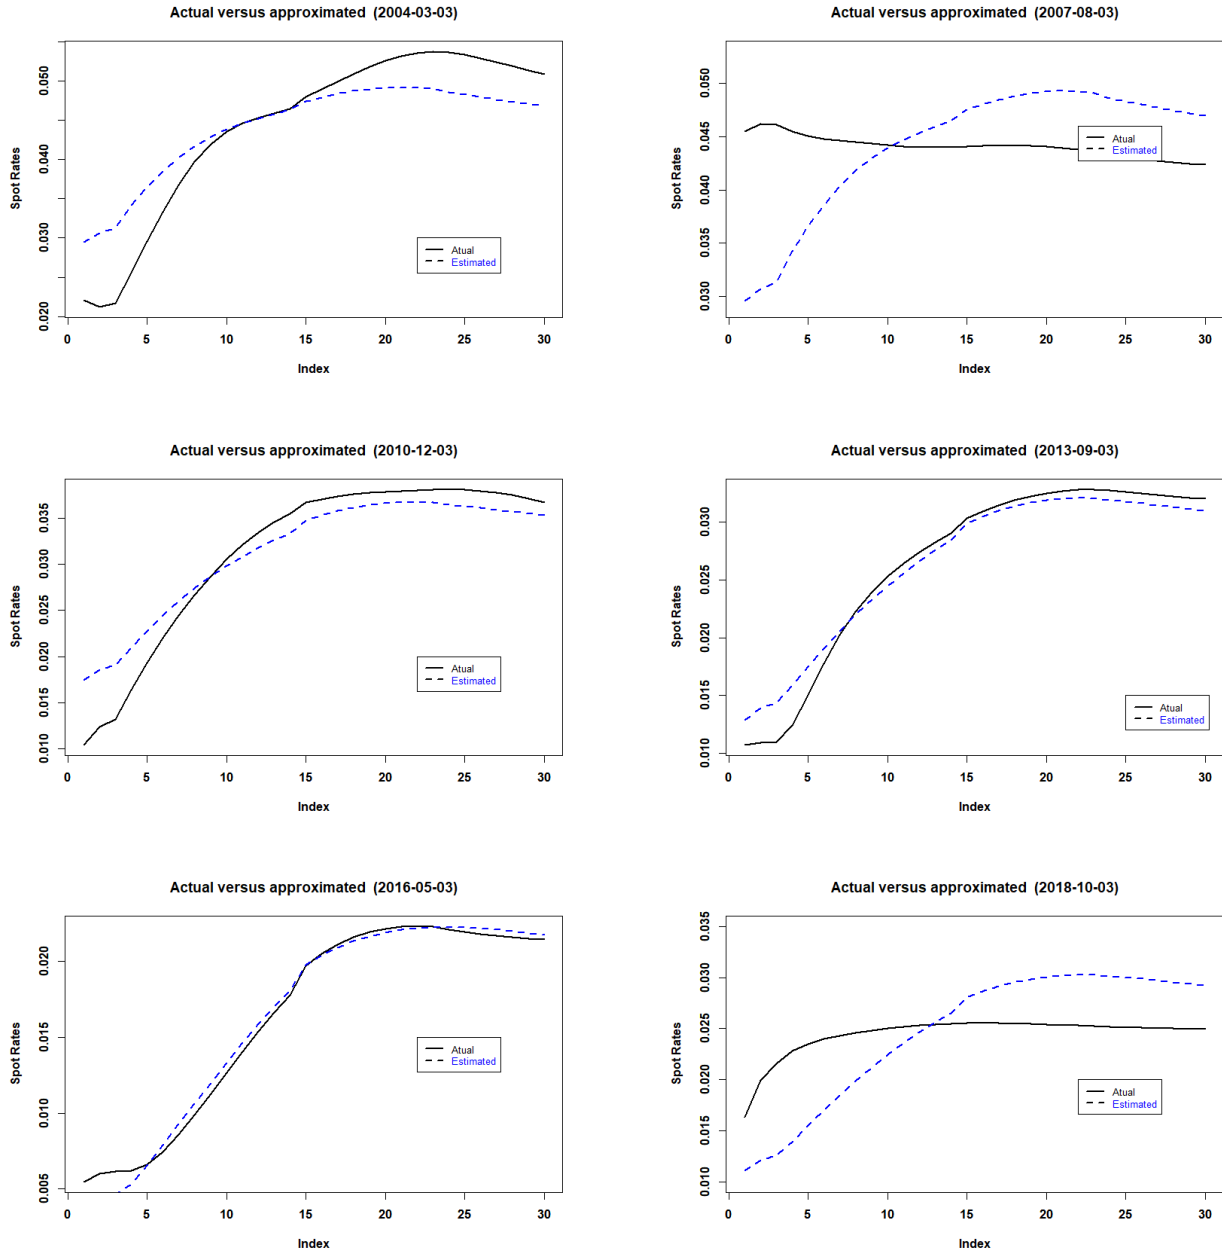 Actual versus approximated (2004-03-03)
Spot Rates
0.020 0.030 0.040 0.050
Atual
Estimated
0 5 10 15 20 25 30
Index
Actual versus approximated (2007-08-03)
Spot Rates
0.030 0.035 0.040 0.045 0.050
Atual
Estimated
0 5 10 15 20 25 30
Index
Actual versus approximated (2010-12-03)
Spot Rates
0.010 0.015 0.020 0.025 0.030 0.035
Atual
Estimated
0 5 10 15 20 25 30
Index
Actual versus approximated (2013-09-03)
Spot Rates
0.010 0.015 0.020 0.025 0.030
Atual
Estimated
0 5 10 15 20 25 30
Index
Actual versus approximated (2016-05-03)
Spot Rates
0.005 0.010 0.015 0.020
Atual
Estimated
0 5 10 15 20 25 30
Index
Actual versus approximated (2018-10-03)
Spot Rates
0.010 0.015 0.020 0.025 0.030 0.035
Atual
Estimated
0 5 10 15 20 25 30
Index